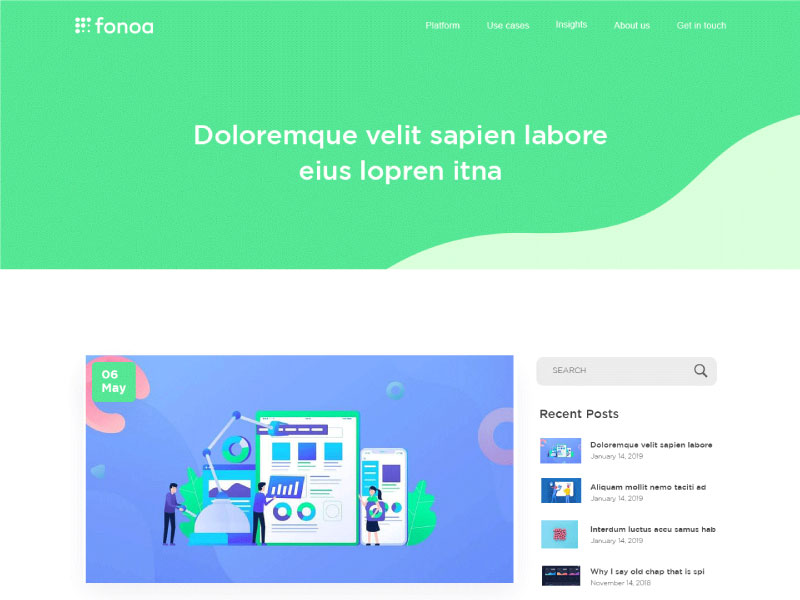 fonoa
Platform
Use cases
Insights
About us
Get in touch
Doloremque velit sapien labore
eius lopren itna
06
May
SEARCH
Recent Posts
Doloremque velit sapien labore
January 14, 2019
Aliquam mollit nemo taciti ad
January 14, 2019
Interdum luctus accu samus hab
January 14, 2019
Why I say old chap that is spi
November 14, 2018